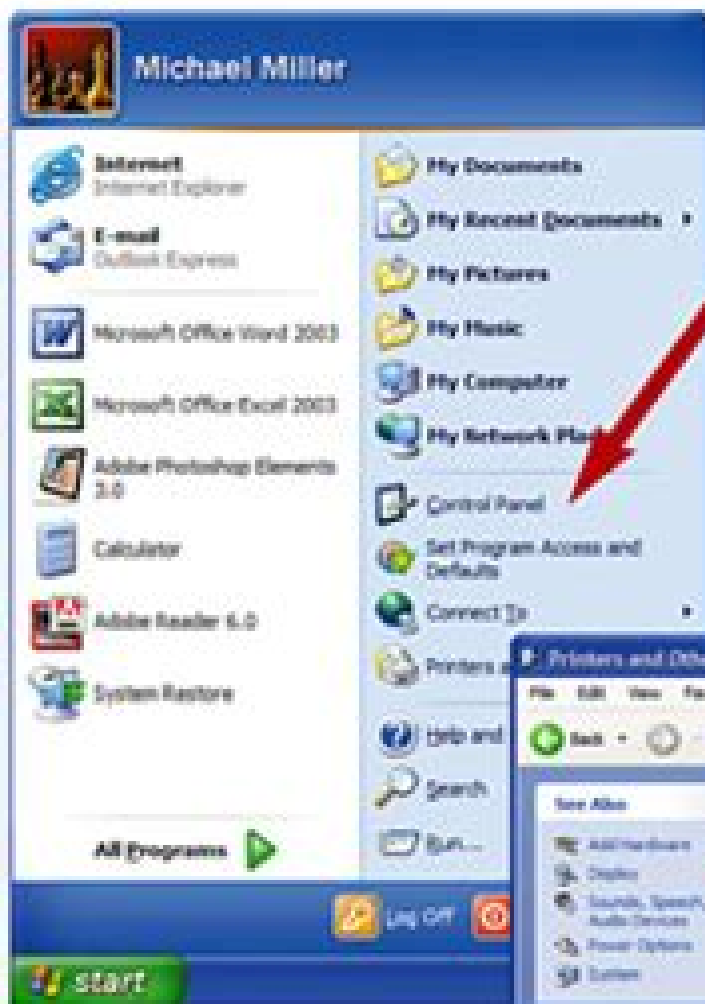 Michael Miller
Internet
Internet Explorer
E-mail
Outlook Express
Microsoft Office Word 2003
Microsoft Office Excel 2003
Adobe Photoshop Elements
3.0
Calculator
Adobe Reader 6.0
System Restore
All Programs
My Documents
My Recent Documents
My Pictures
My Music
My Computer
My Network
Control Panel
Set Program Access and
Defaults
Connect To
Printers
Help and
Search
Run...
Log Off
start
Printers and
File Edit View
Back
See Also
Add Hardware
Display
Sounds, Speech,
Audio Devices
Power Options
System